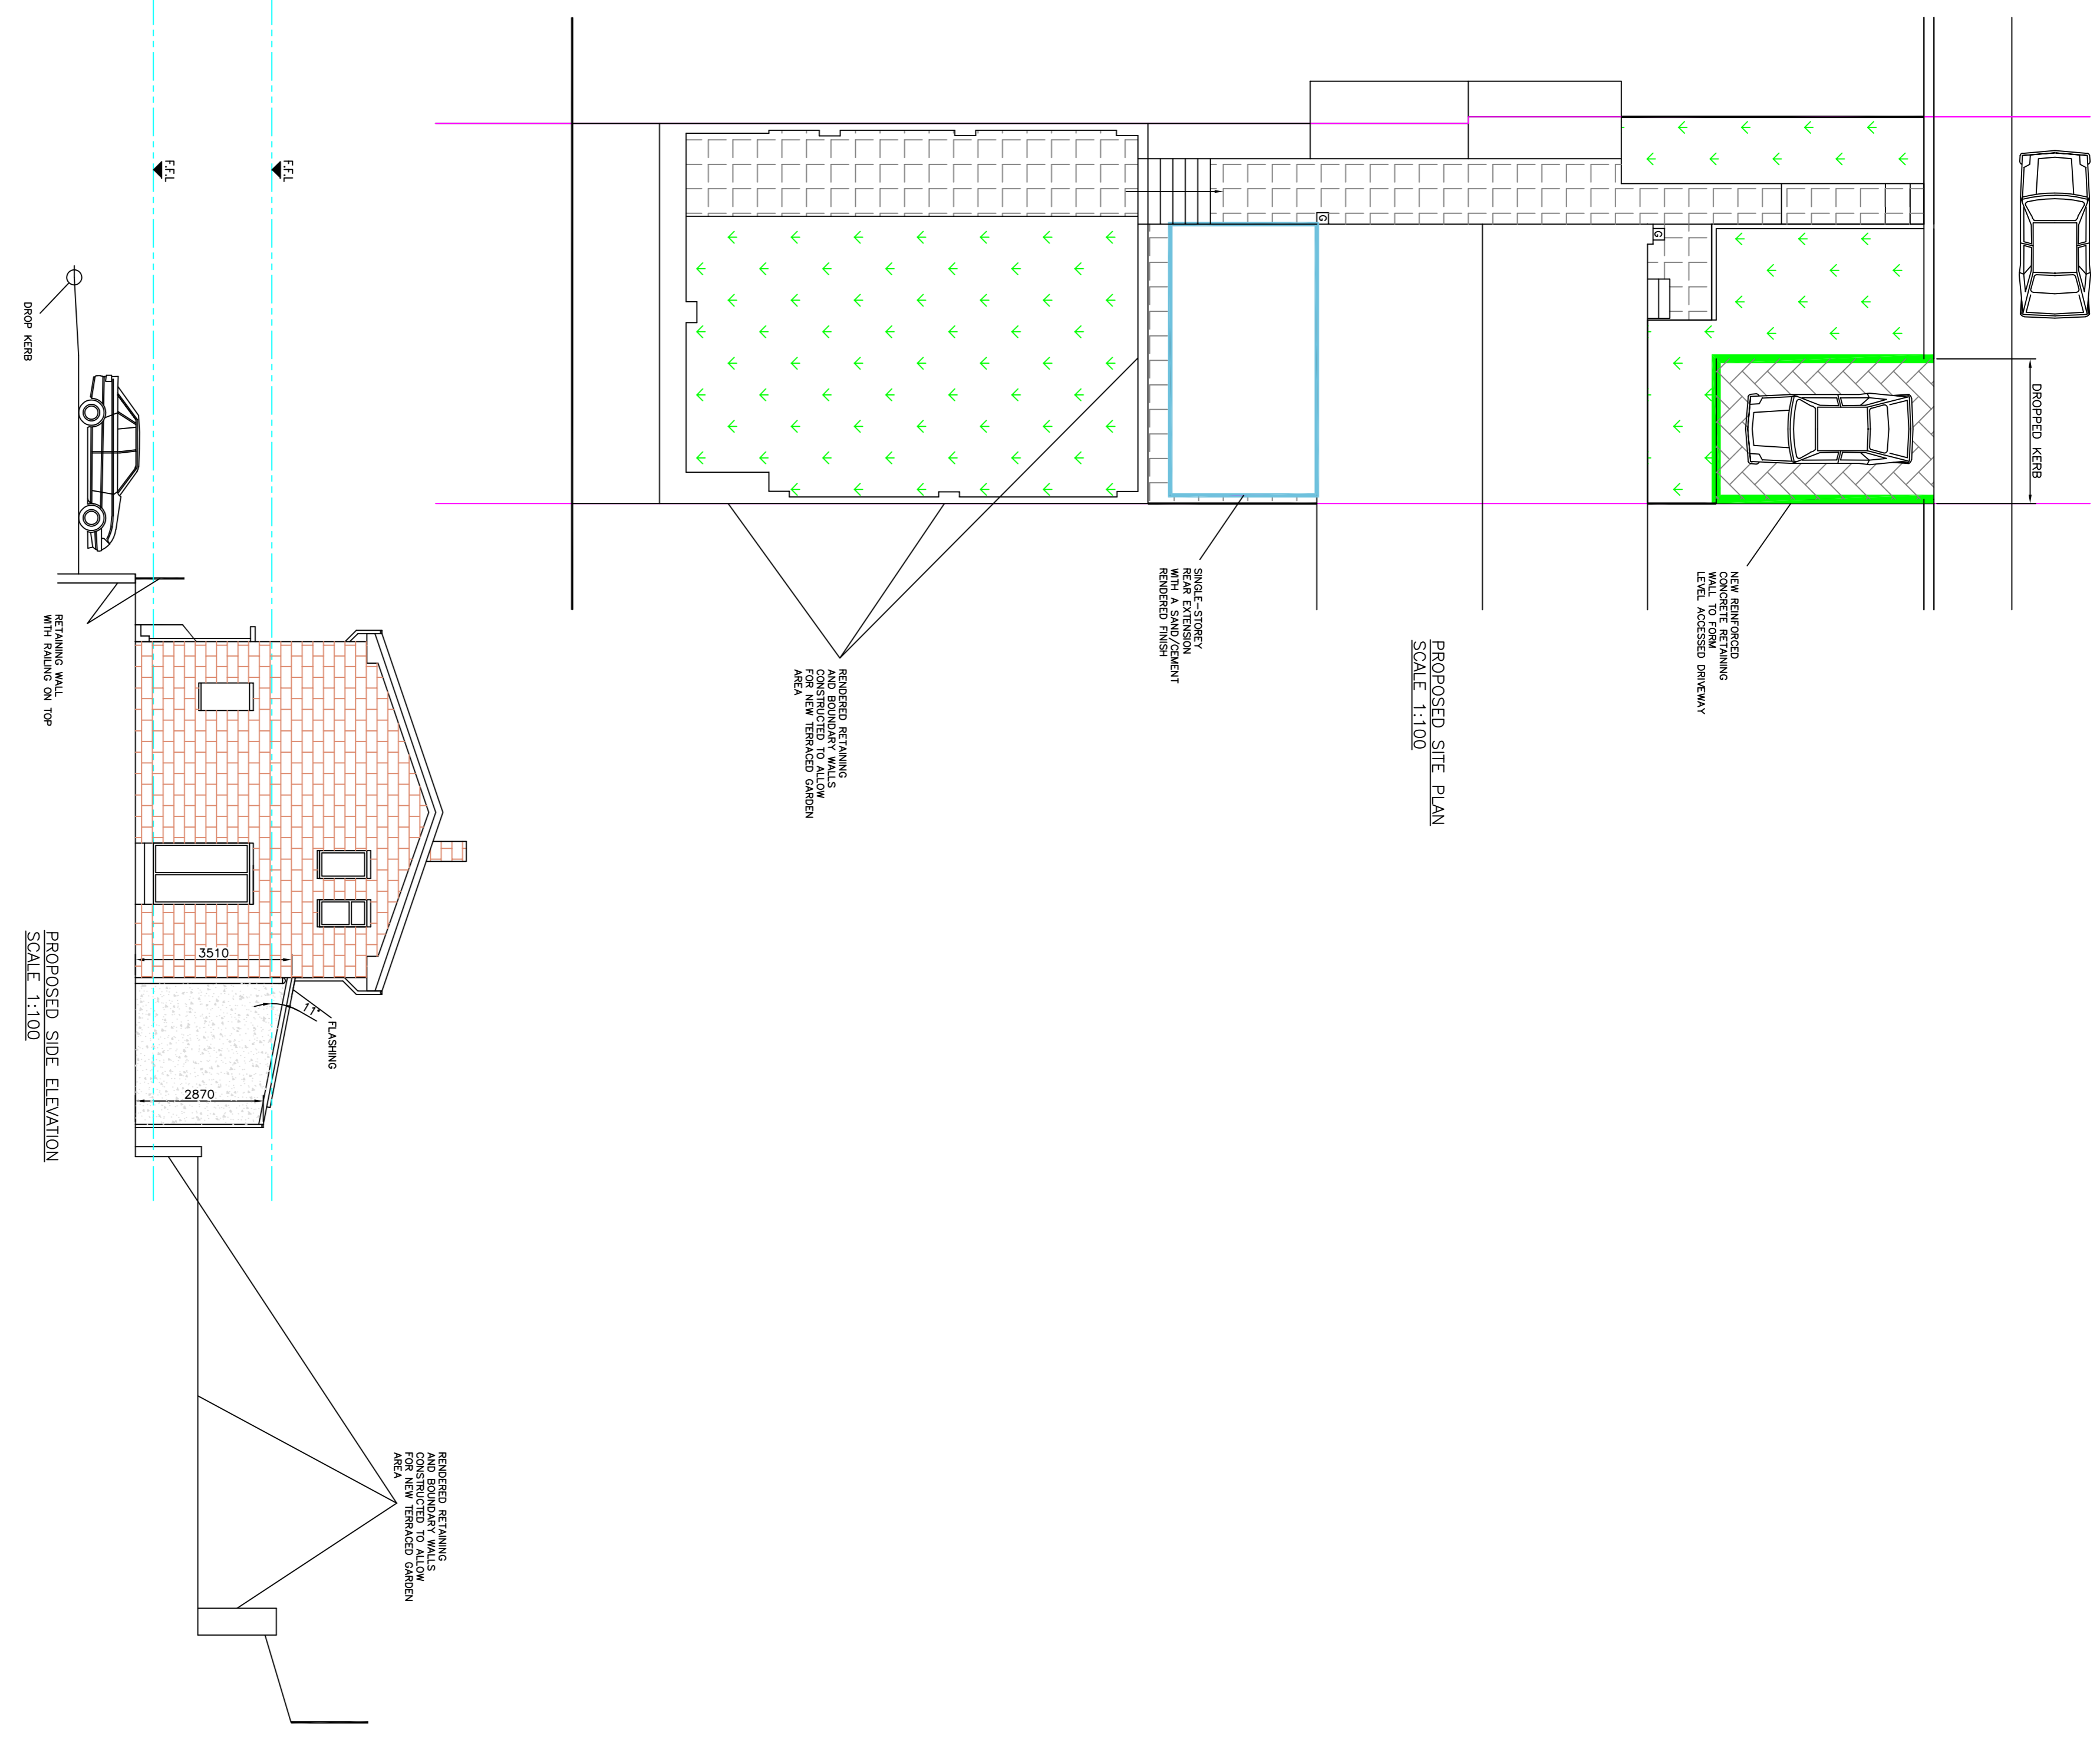 DROPPED KERB
G
G
NEW REINFORCED
CONCRETE RETAINING
WALL TO FORM
LEVEL ACCESSED DRIVEWAY
SINGLE-STOREY
REAR EXTENSION
WITH A SAND/CEMENT
RENDERED FINISH
RENDERED RETAINING
AND BOUNDARY WALLS
CONSTRUCTED TO ALLOW
FOR NEW TERRACED GARDEN
AREA
PROPOSED SITE PLAN
SCALE 1:100
F.F.L
F.F.L
DROP KERB
RETAINING WALL
WITH RAILING ON TOP
3510
11°
FLASHING
2870
RENDERED RETAINING
AND BOUNDARY WALLS
CONSTRUCTED TO ALLOW
FOR NEW TERRACED GARDEN
AREA
PROPOSED SIDE ELEVATION
SCALE 1:100